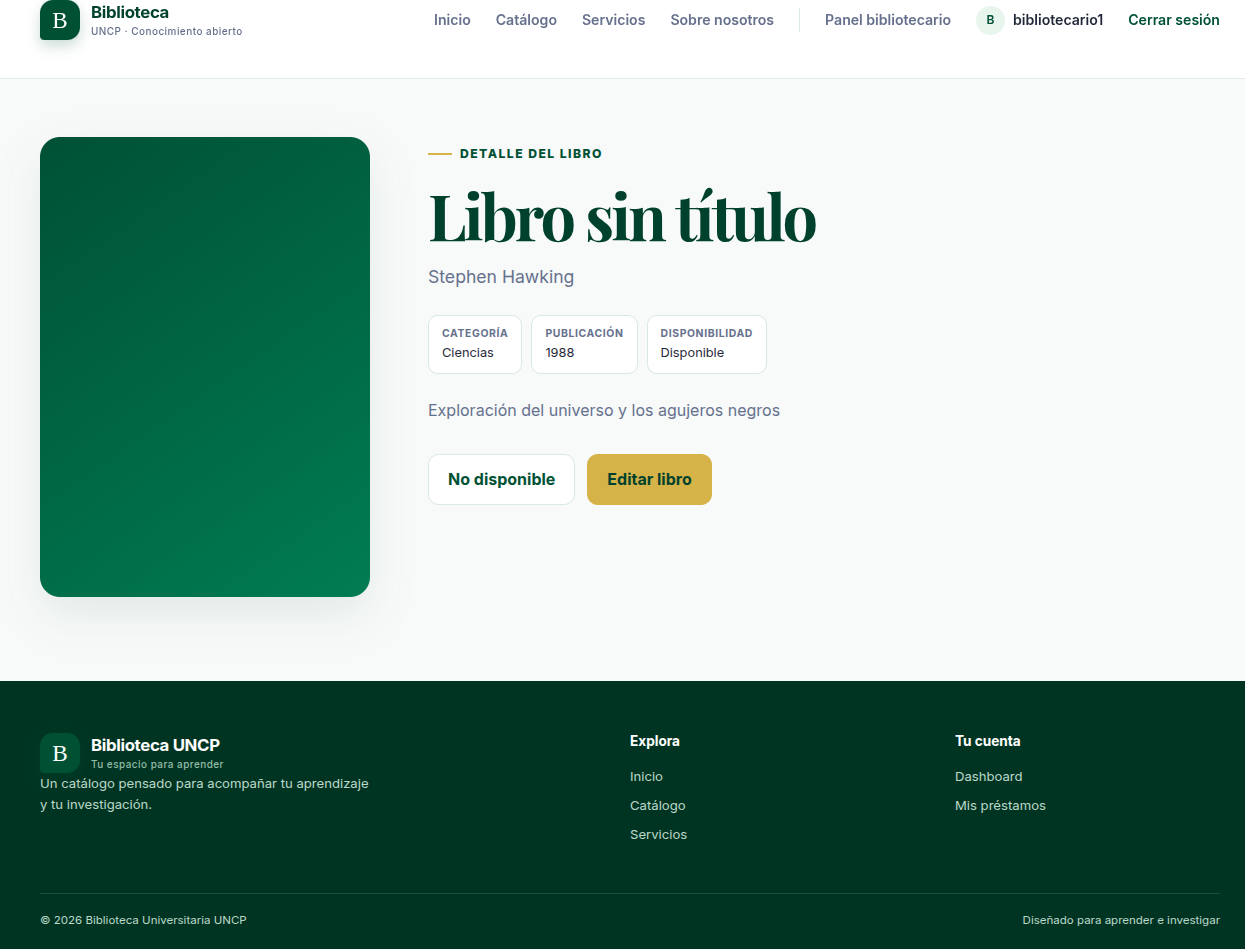 B
Biblioteca
UNCP · Conocimiento abierto
Inicio
Catálogo
Servicios
Sobre nosotros
Panel bibliotecario
B
bibliotecario1
Cerrar sesión
DETALLE DEL LIBRO
Libro sin título
Stephen Hawking
CATEGORÍA
Ciencias
PUBLICACIÓN
1988
DISPONIBILIDAD
Disponible
Exploración del universo y los agujeros negros
No disponible
Editar libro
B
Biblioteca UNCP
Tu espacio para aprender
Un catálogo pensado para acompañar tu aprendizaje
y tu investigación.
Explora
Inicio
Catálogo
Servicios
Tu cuenta
Dashboard
Mis préstamos
© 2026 Biblioteca Universitaria UNCP
Diseñado para aprender e investigar